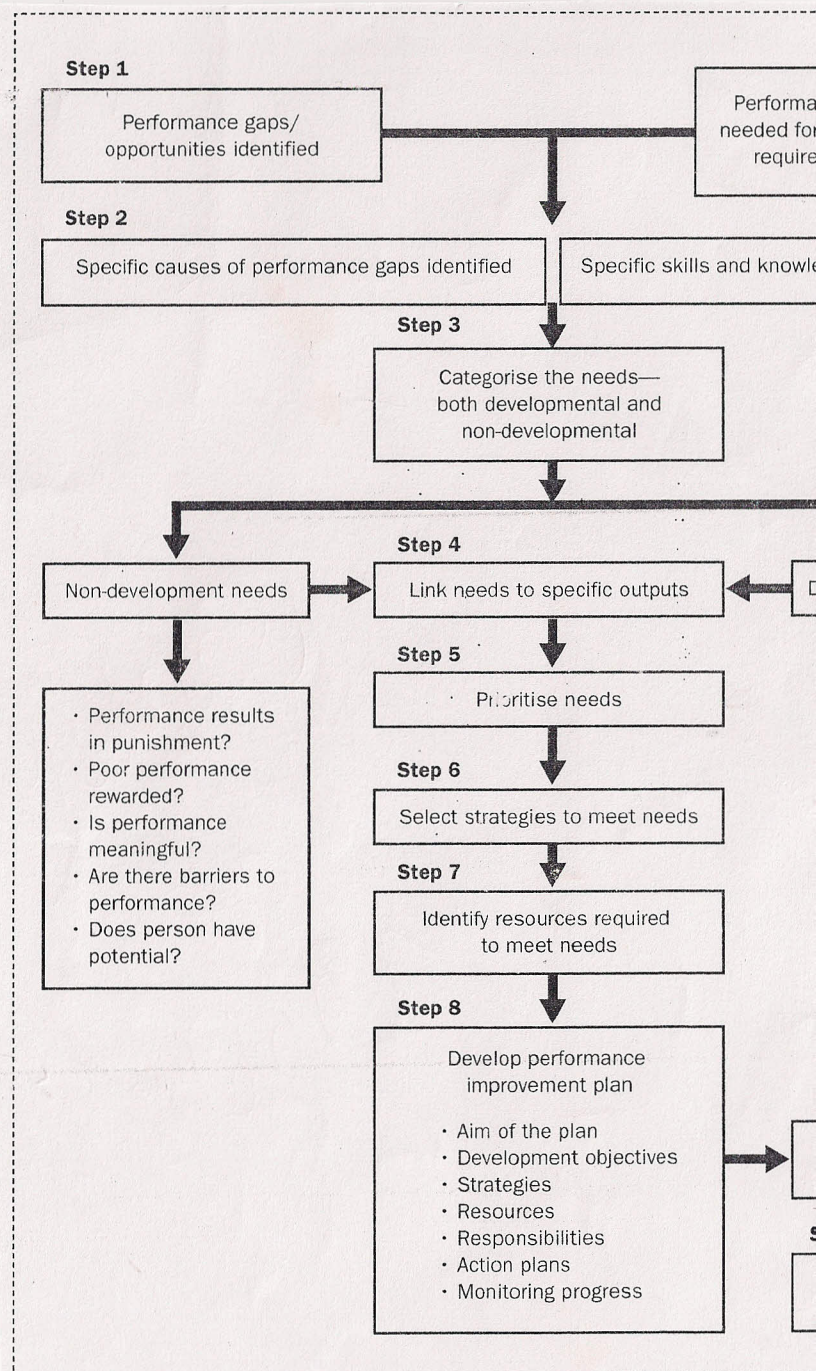 Step 1
Performance gaps/
opportunities identified
needed for
Step 2
Specific causes of performance gaps identified
Specific skills and
Step 3
Categorise the needs—
both developmental and
non-developmental
Step 4
Non-development needs
Link needs to specific outputs
Step 5
Prioritise needs
Step 6
Select strategies to meet needs
Step 7
Identify resources required
to meet needs
• Performance results
in punishment?
• Poor performance
rewarded?
• Is performance
meaningful?
• Are there barriers to
performance?
• Does person have
potential?
Step 8
Develop performance
improvement plan
• Aim of the plan
• Development objectives
• Strategies
• Resources
• Responsibilities
• Action plans
• Monitoring progress